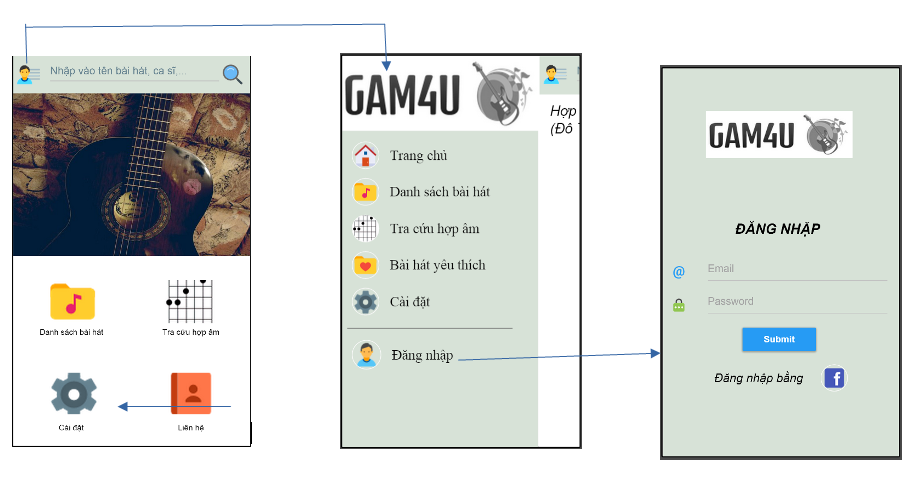 Nhập vào tên bài hát, ca sĩ,...
Danh sách bài hát
Tra cứu hợp âm
Cài đặt
Liên hệ
GAM4U
Trang chủ
Danh sách bài hát
Tra cứu hợp âm
Bài hát yêu thích
Cài đặt
Đăng nhập
Hợp
(Đô
GAM4U
ĐĂNG NHẬP
@
Email
Password
Submit
Đăng nhập bằng
f